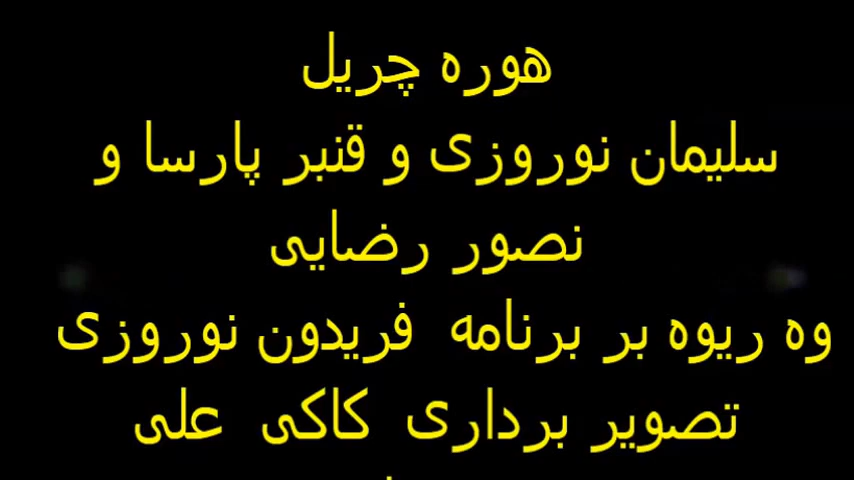 هوره چریل
سلیمان نوروزی و قنبر پارسا و
نصور رضایی
وه ریوه بر برنامه فریدون نوروزی
تصویر برداری کاکی علی